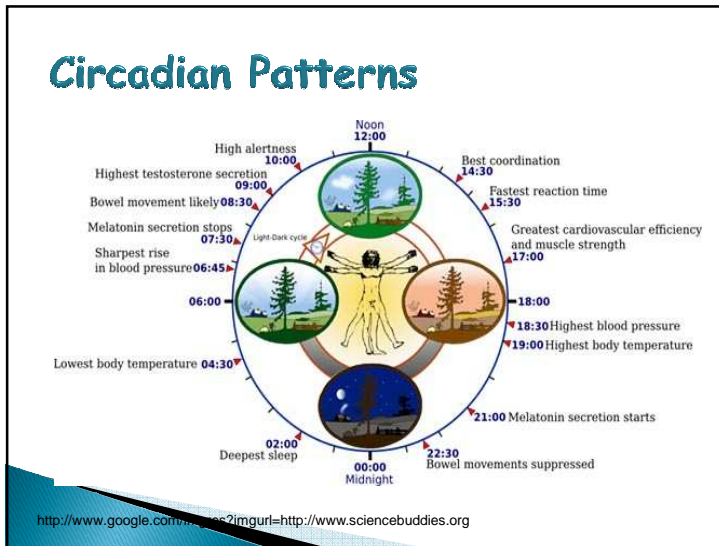 Circadian Patterns
Noon
12:00
High alertness
10:00
Highest testosterone secretion
09:00
Bowel movement likely 08:30
Melatonin secretion stops
07:30
Light-Dark cycle
Sharpest rise
in blood pressure 06:45
06:00
Lowest body temperature 04:30
02:00
Deepest sleep
00:00
Midnight
Best coordination
14:30
Fastest reaction time
15:30
Greatest cardiovascular efficiency
and muscle strength
17:00
18:00
18:30 Highest blood pressure
19:00 Highest body temperature
21:00 Melatonin secretion starts
22:30
Bowel movements suppressed
http://www.google.com/imgres?imgurl=http://www.sciencebuddies.org